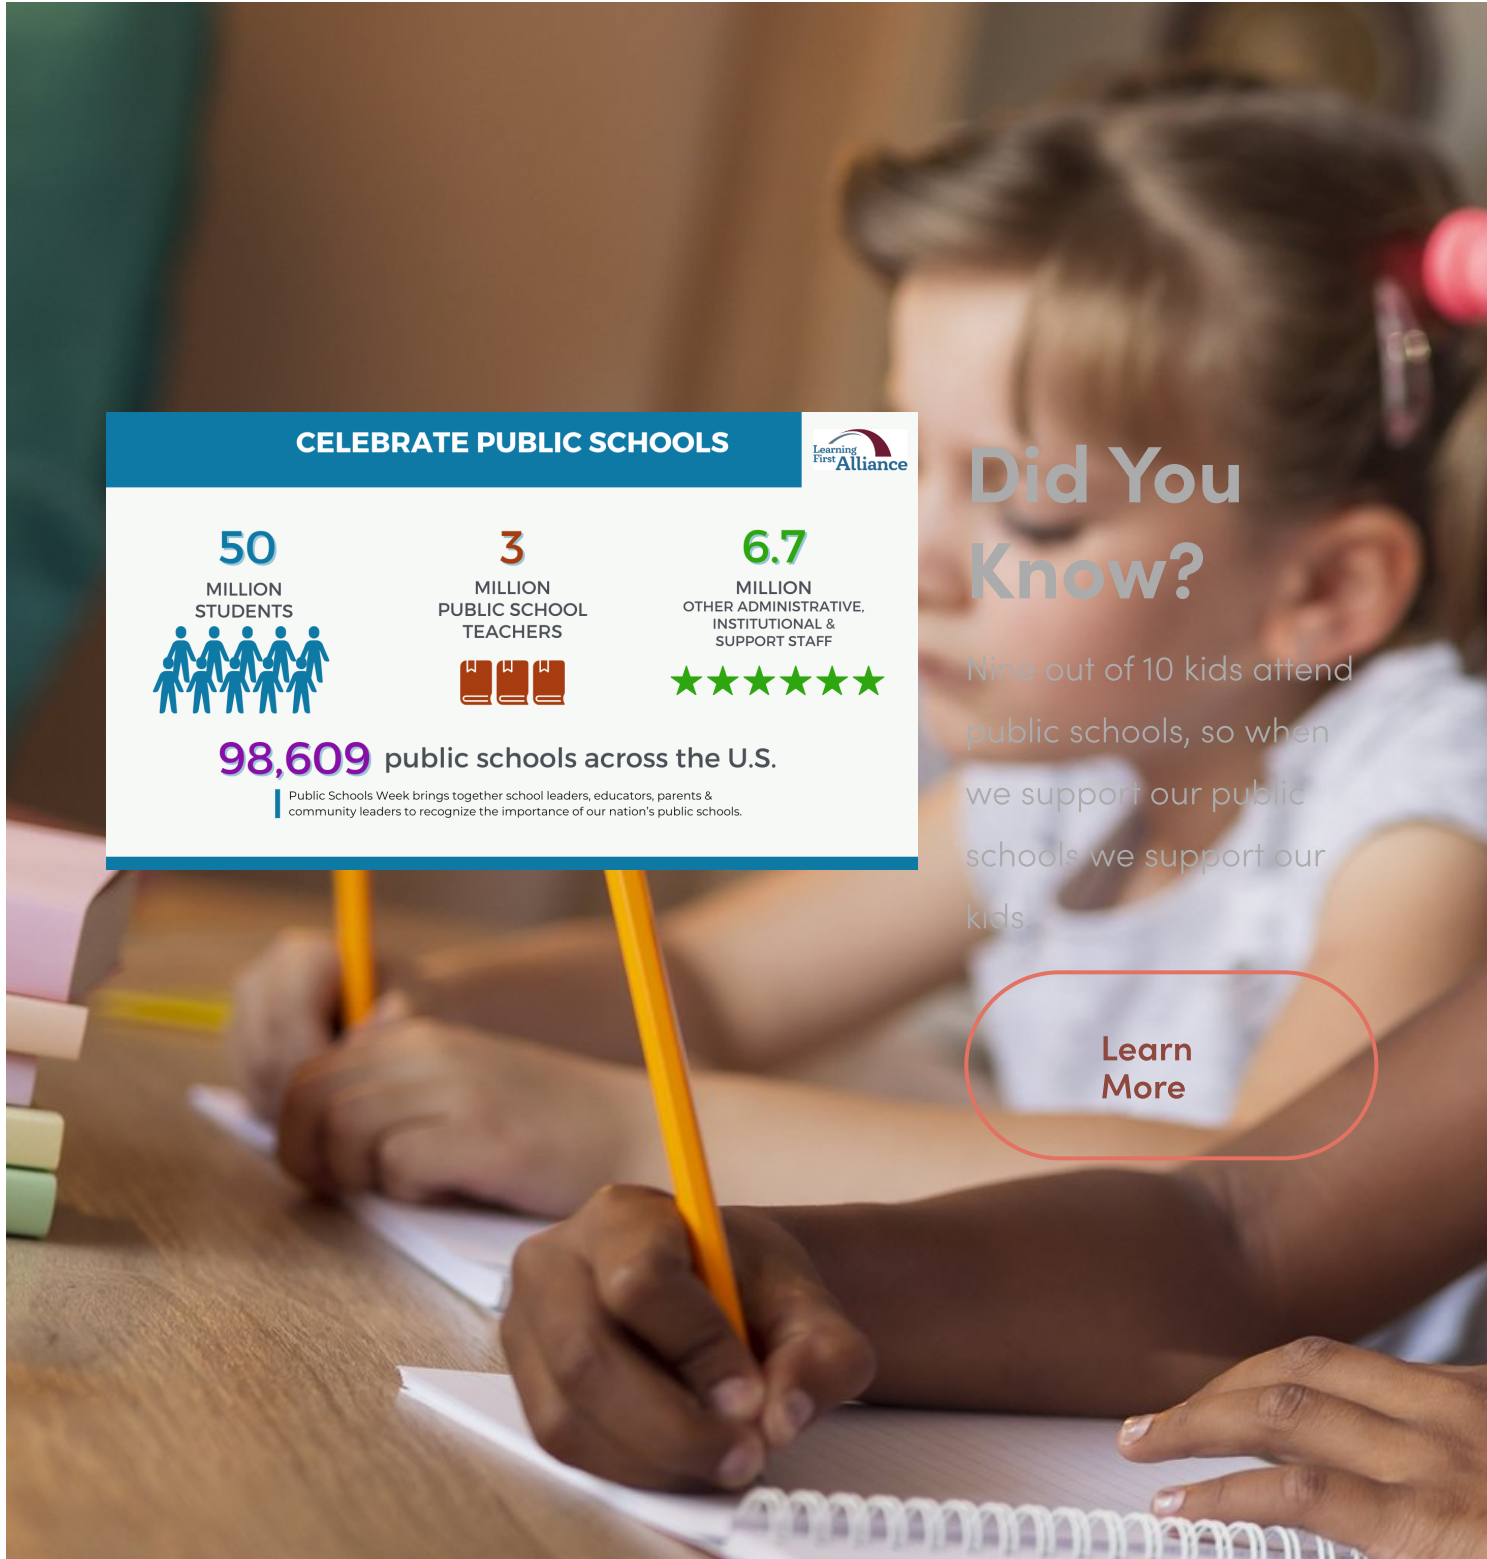 CELEBRATE PUBLIC SCHOOLS
Learning
First Alliance
50
MILLION
STUDENTS
3
MILLION
PUBLIC SCHOOL
TEACHERS
6.7
MILLION
OTHER ADMINISTRATIVE,
INSTITUTIONAL &
SUPPORT STAFF
98,609 public schools across the U.S.
Public Schools Week brings together school leaders, educators, parents &
community leaders to recognize the importance of our nation's public schools.
Did You
Know?
Nine out of 10 kids attend
public schools, so when
we support our public
schools we support our
kids.
Learn
More